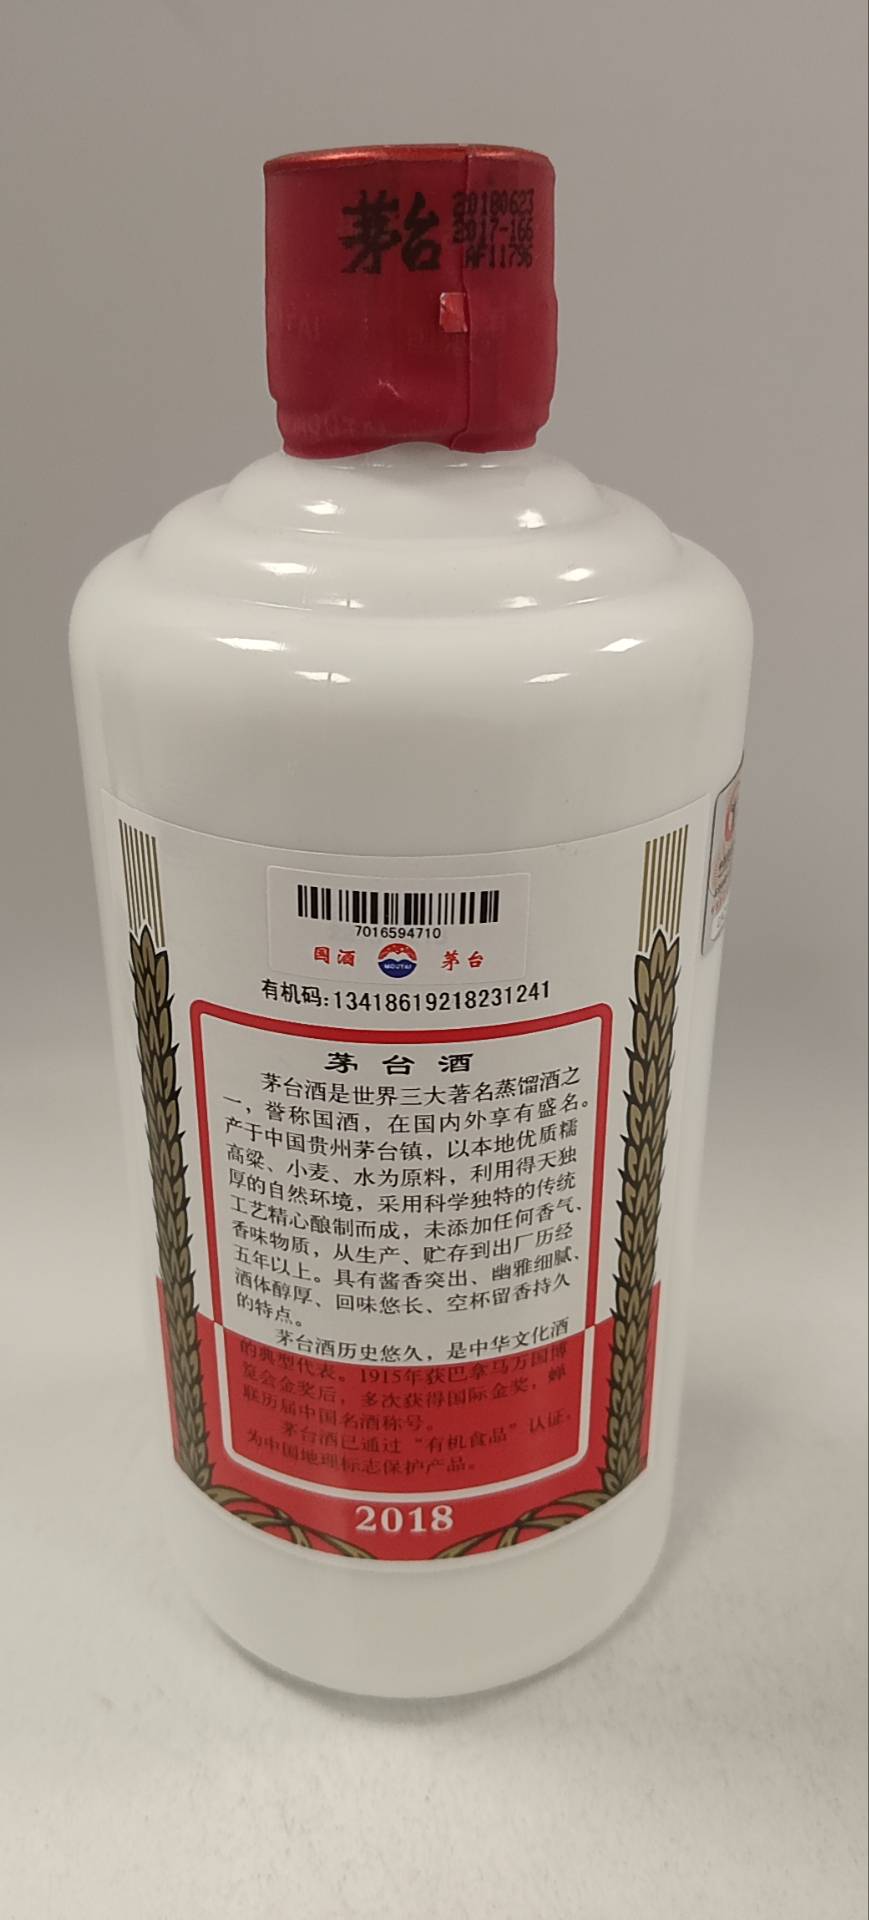 茅台
20180623
2017-166
AF11796
7016594710
国酒 MOUTAI 茅台
有机码:13418619218231241
茅台酒
茅台酒是世界三大著名蒸馏酒之
一，誉称国酒，在国内外享有盛名。
产于中国贵州茅台镇，以本地优质糯
高粱、小麦、水为原料，利用得天独
厚的自然环境，采用科学独特的传统
工艺精心酿制而成，未添加任何香气、
香味物质，从生产、贮存到出厂历经
五年以上。具有酱香突出、幽雅细腻、
酒体醇厚、回味悠长、空杯留香持久
的特点。
茅台酒历史悠久，是中华文化酒
的典型代表。1915年获巴拿马万国博
览会金奖后，多次获得国际金奖，蝉
联历届中国名酒称号。
茅台酒已通过“有机食品”认证，
为中国地理标志保护产品。
2018